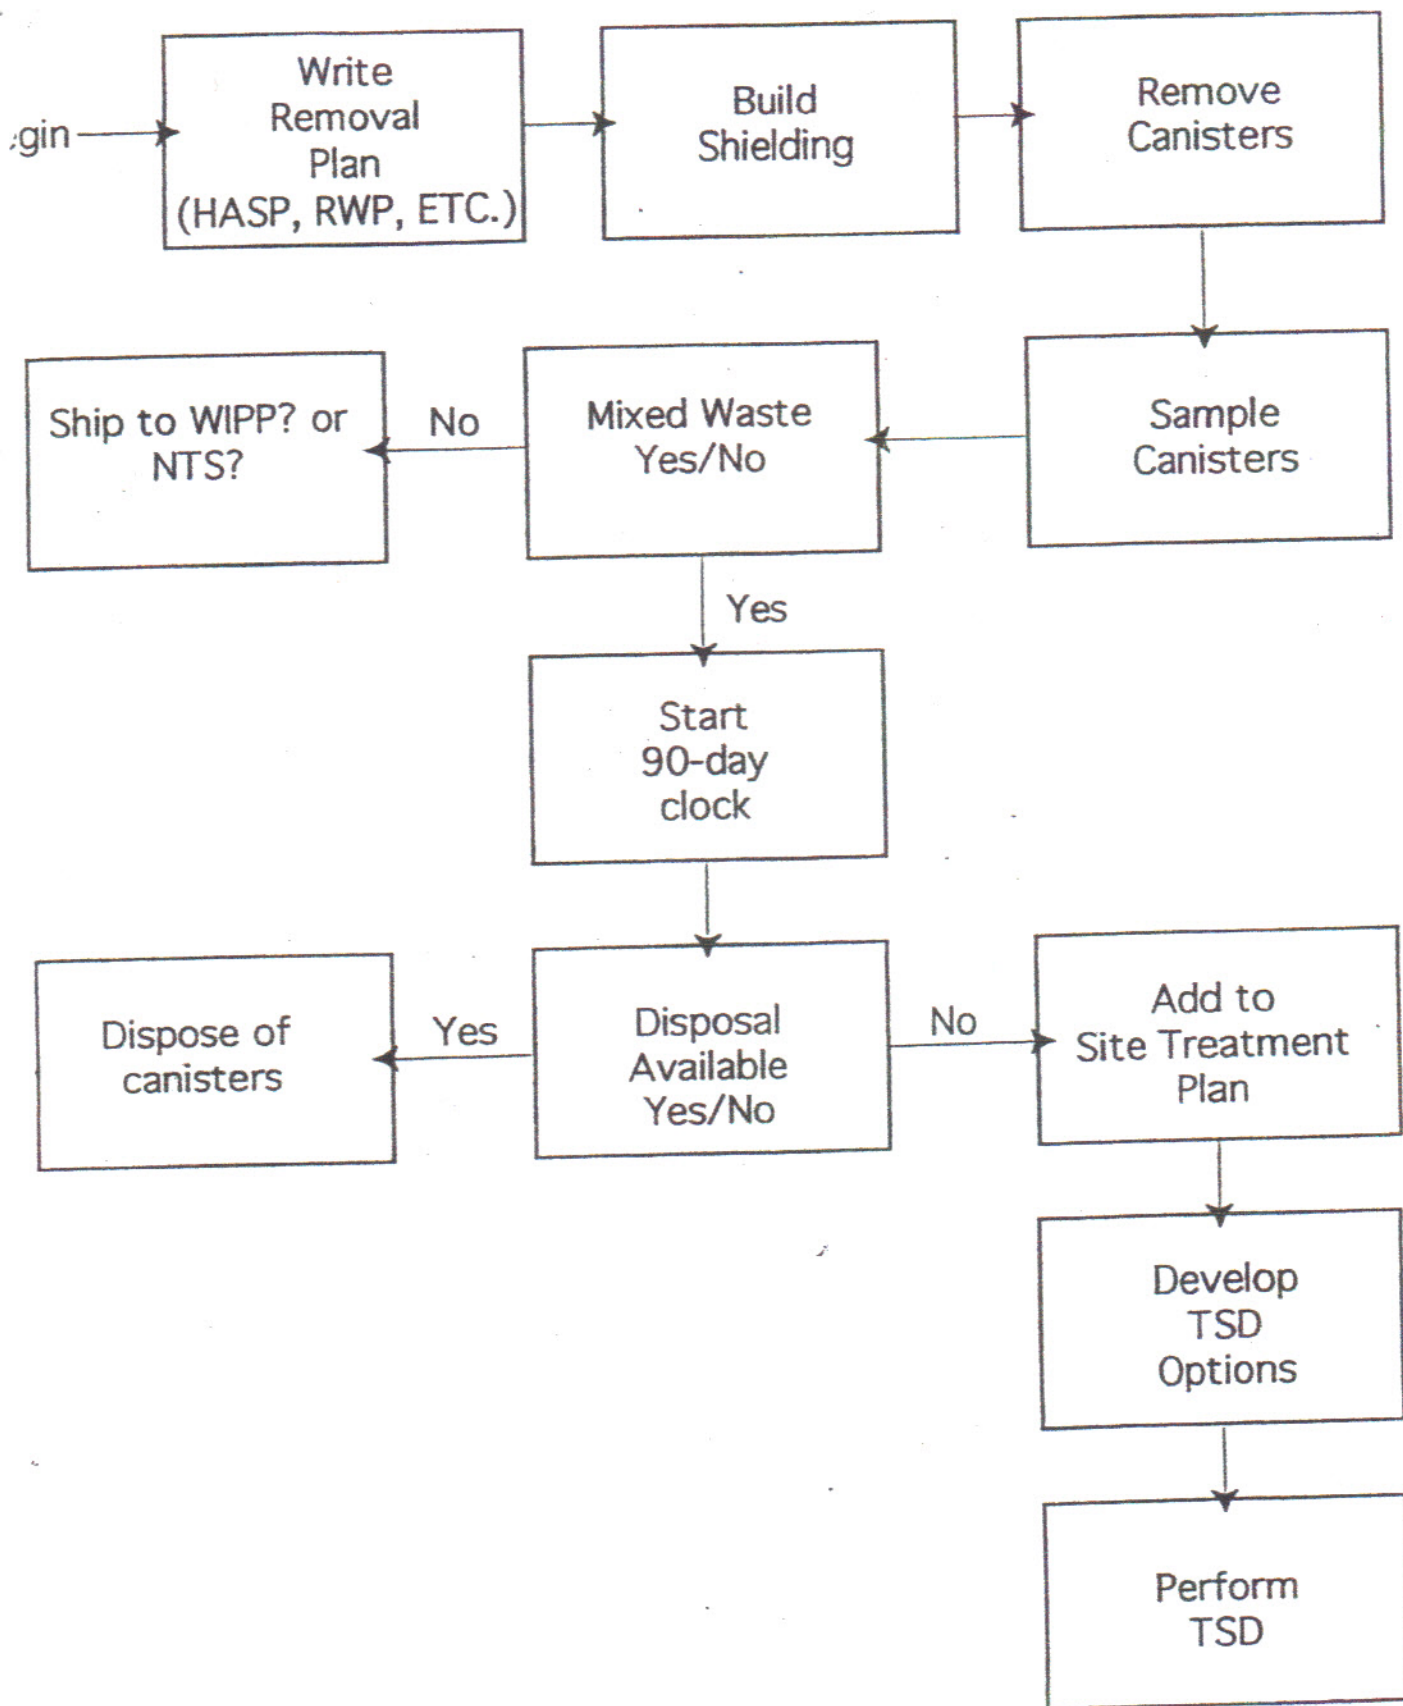 gin
Write
Removal
Plan
(HASP, RWP, ETC.)
Build
Shielding
Remove
Canisters
Ship to WIPP? or
NTS?
No
Mixed Waste
Yes/No
Sample
Canisters
Yes
Start
90-day
clock
Dispose of
canisters
Yes
Disposal
Available
Yes/No
No
Add to
Site Treatment
Plan
Develop
TSD
Options
Perform
TSD